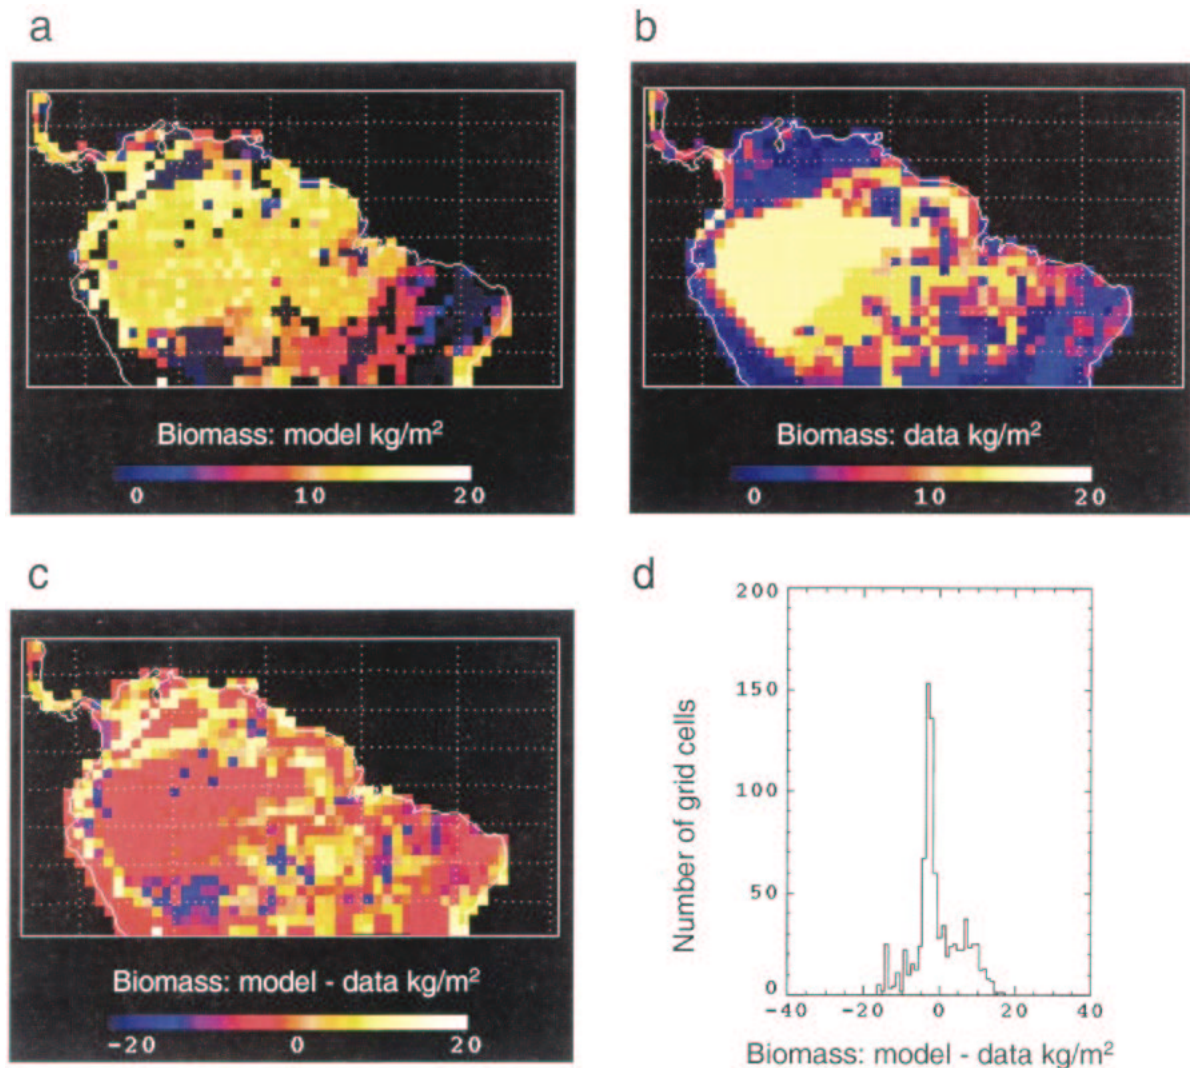 a
b
Biomass: model kg/m²
0 10 20
Biomass: data kg/m²
0 10 20
c
d
Biomass: model - data kg/m²
-20 0 20
200
150
100
50
0
Number of grid cells
-40 -20 0 20 40
Biomass: model - data kg/m²